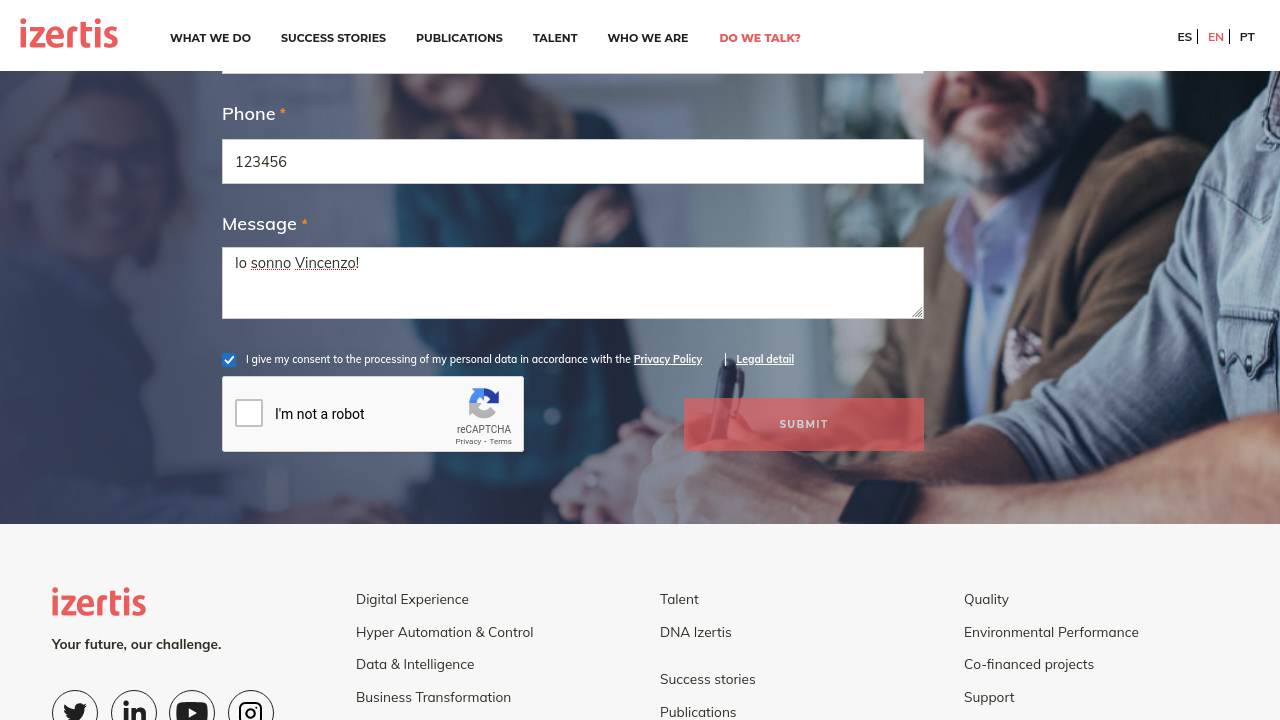 izertis
WHAT WE DO SUCCESS STORIES PUBLICATIONS TALENT WHO WE ARE DO WE TALK? ES EN PT
Phone *
123456
Message *
Io sonno Vincenzo!
I give my consent to the processing of my personal data in accordance with the Privacy Policy | Legal detail
I'm not a robot
reCAPTCHA
Privacy - Terms
SUBMIT
izertis
Your future, our challenge.
Digital Experience
Hyper Automation & Control
Data & Intelligence
Business Transformation
Talent
DNA Izertis
Success stories
Publications
Quality
Environmental Performance
Co-financed projects
Support